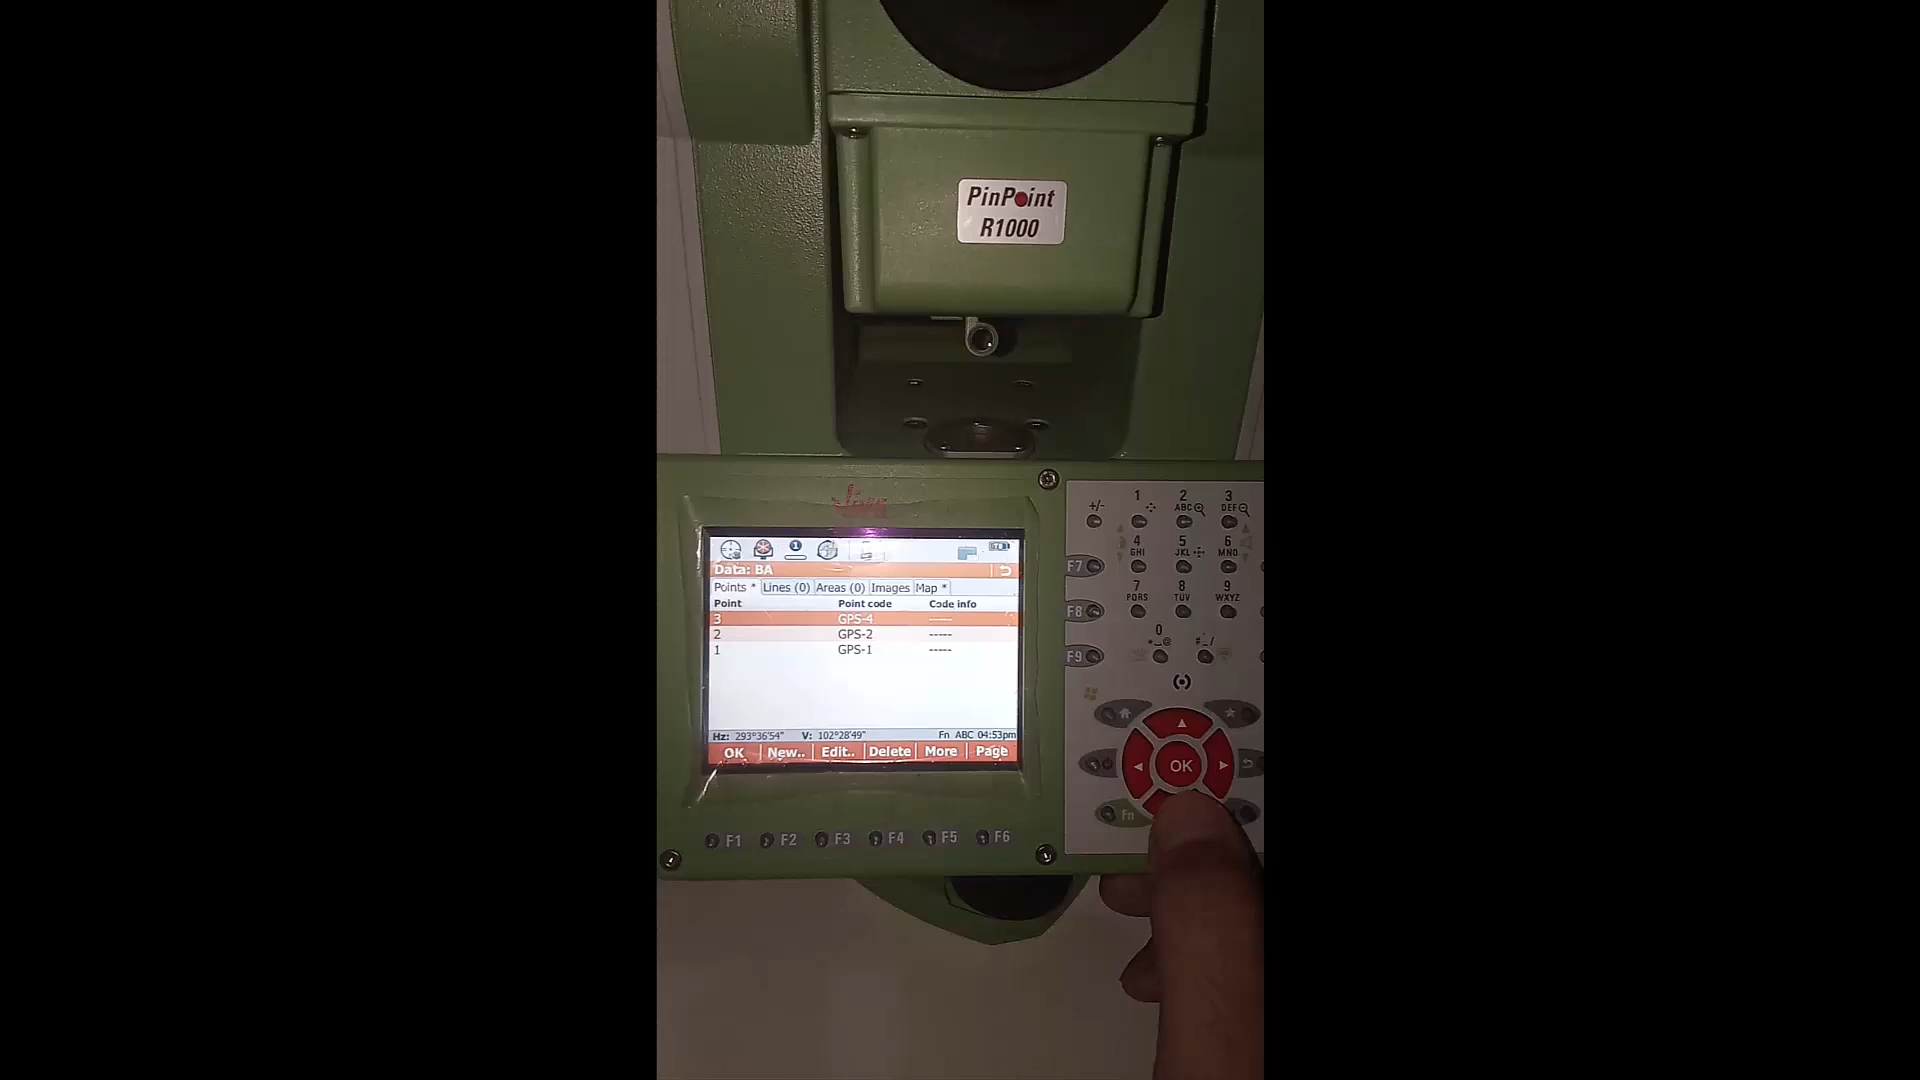 PinPoint
R1000
Leica
Data: BA
Points * Lines (0) Areas (0) Images Map *
Point Point code Code info
3 GPS-4 -----
2 GPS-2 -----
1 GPS-1 -----
Hz: 293°36'54" V: 102°28'49" Fn ABC 04:53pm
OK New.. Edit.. Delete More Page
F1 F2 F3 F4 F5 F6
+/- 1 2 3
ABC DEF
4 5 6
GHI JKL MNO
F7
7 8 9
PQRS TUV WXYZ
F8
0
F9
OK
Fn